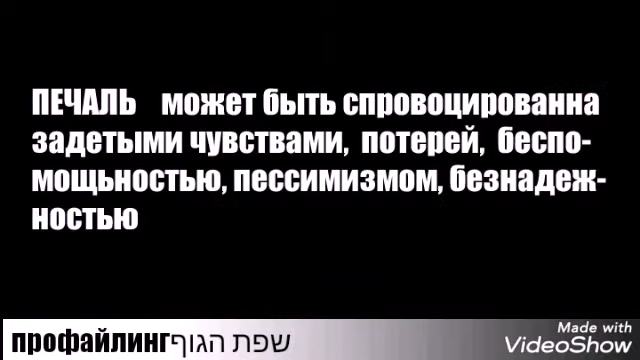 ПЕЧАЛЬ может быть спровоцированна
задетыми чувствами, потерей, беспо-
мощьностью, пессимизмом, безнадеж-
ностью
профайлинг שפת הגוף
Made with
VideoShow